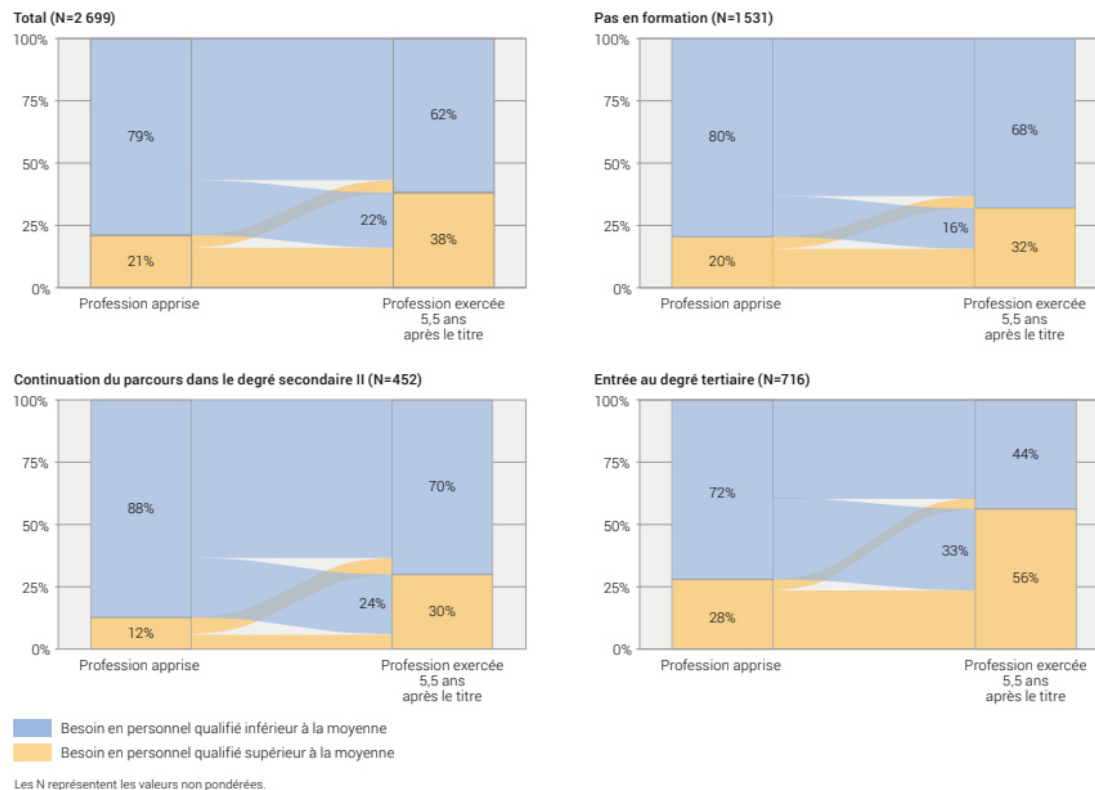 Total (N=2 699)
100%
75%
50%
25%
0%
79%
21%
22%
62%
38%
Profession apprise
Profession exercée
5,5 ans
après le titre
Pas en formation (N=1531)
100%
75%
50%
25%
0%
80%
20%
16%
68%
32%
Profession apprise
Profession exercée
5,5 ans
après le titre
Continuation du parcours dans le degré secondaire II (N=452)
100%
75%
50%
25%
0%
88%
12%
24%
70%
30%
Profession apprise
Profession exercée
5,5 ans
après le titre
Entrée au degré tertiaire (N=716)
100%
75%
50%
25%
0%
72%
28%
33%
44%
56%
Profession apprise
Profession exercée
5,5 ans
après le titre
Besoin en personnel qualifié inférieur à la moyenne
Besoin en personnel qualifié supérieur à la moyenne
Les N représentent les valeurs non pondérées.